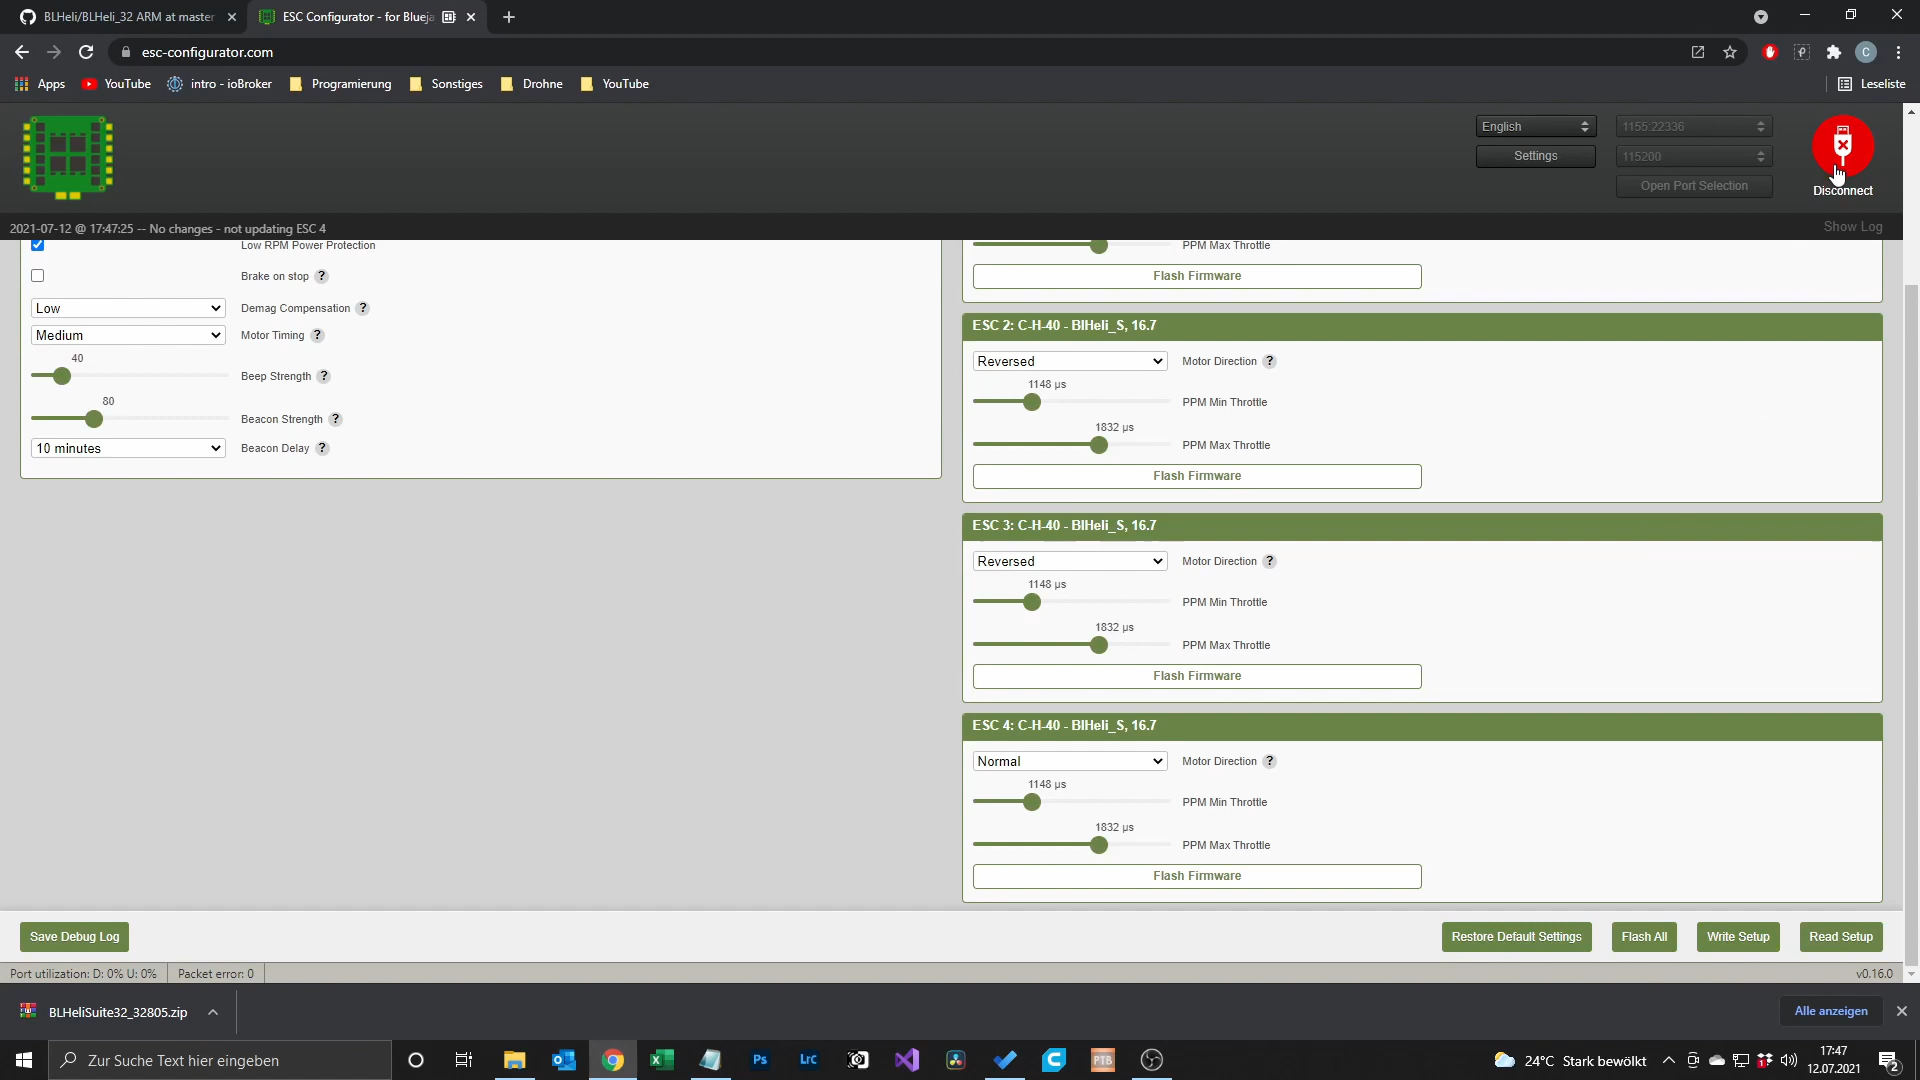 BLHeli/BLHeli_32 ARM at master
ESC Configurator - for Blueja
esc-configurator.com
C
Apps
YouTube
intro - ioBroker
Programierung
Sonstiges
Drohne
YouTube
Leseliste
English
1155:22336
Settings
115200
Open Port Selection
Disconnect
2021-07-12 @ 17:47:25 -- No changes - not updating ESC 4
Show Log
Low RPM Power Protection
Brake on stop ?
Low
Demag Compensation ?
Medium
Motor Timing ?
40
Beep Strength ?
80
Beacon Strength ?
10 minutes
Beacon Delay ?
PPM Max Throttle
Flash Firmware
ESC 2: C-H-40 - BlHeli_S, 16.7
Reversed
Motor Direction ?
1148 µs
PPM Min Throttle
1832 µs
PPM Max Throttle
Flash Firmware
ESC 3: C-H-40 - BlHeli_S, 16.7
Reversed
Motor Direction ?
1148 µs
PPM Min Throttle
1832 µs
PPM Max Throttle
Flash Firmware
ESC 4: C-H-40 - BlHeli_S, 16.7
Normal
Motor Direction ?
1148 µs
PPM Min Throttle
1832 µs
PPM Max Throttle
Flash Firmware
Save Debug Log
Restore Default Settings
Flash All
Write Setup
Read Setup
Port utilization: D: 0% U: 0%
Packet error: 0
v0.16.0
BLHeliSuite32_32805.zip
Alle anzeigen
Zur Suche Text hier eingeben
Ps
LrC
PTB
24°C Stark bewölkt
17:47
12.07.2021
2